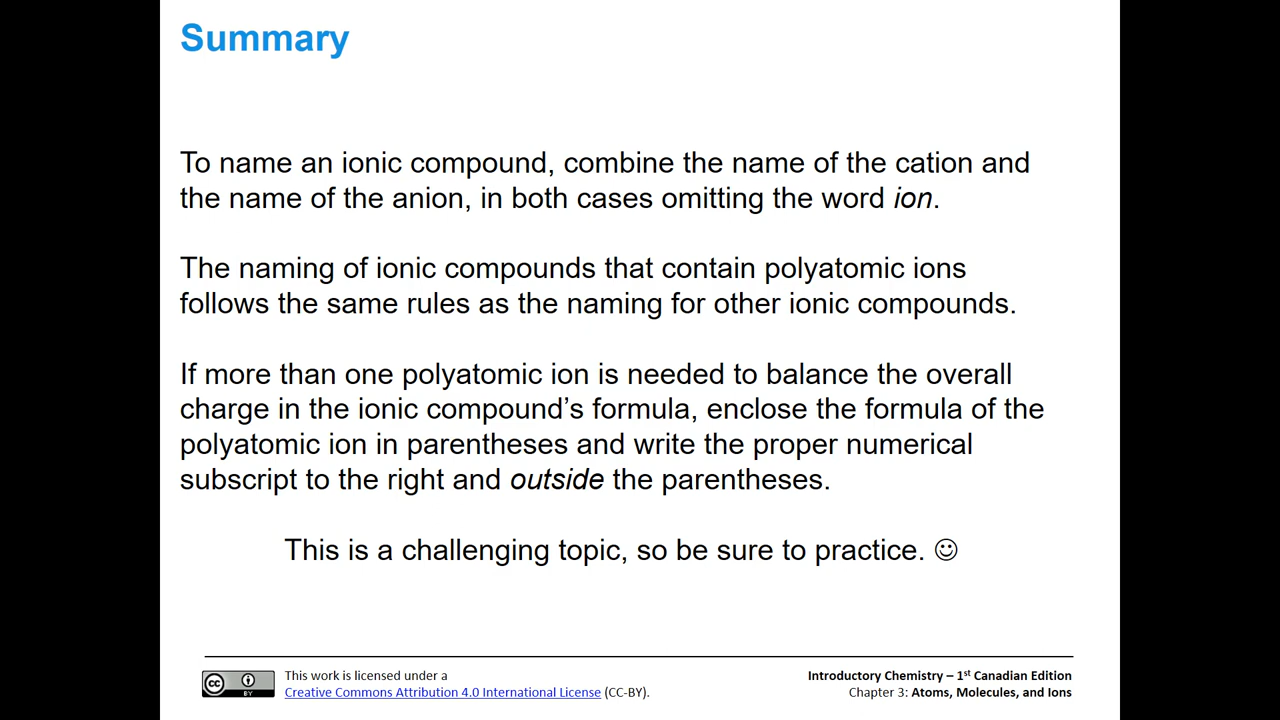 Summary
To name an ionic compound, combine the name of the cation and
the name of the anion, in both cases omitting the word ion.
The naming of ionic compounds that contain polyatomic ions
follows the same rules as the naming for other ionic compounds.
If more than one polyatomic ion is needed to balance the overall
charge in the ionic compound’s formula, enclose the formula of the
polyatomic ion in parentheses and write the proper numerical
subscript to the right and outside the parentheses.
This is a challenging topic, so be sure to practice. ☺
cc BY
This work is licensed under a
Creative Commons Attribution 4.0 International License (CC-BY).
Introductory Chemistry – 1st Canadian Edition
Chapter 3: Atoms, Molecules, and Ions